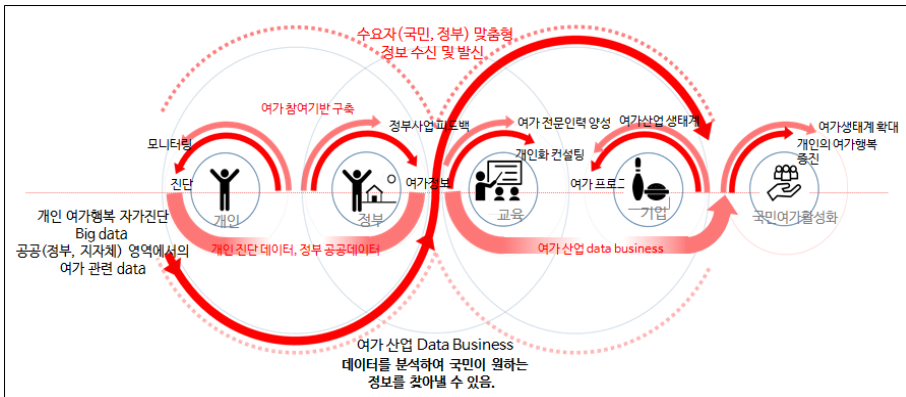 수요자(국민, 정부) 맞춤형
정보 수신 및 발신
여가 참여기반 구축
모니터링
진단
개인
정부사업 피드백
여가정보
정부
여가 전문인력 양성
개인화 컨설팅
교육
여가산업 생태계
여가 프로그
기업
여가생태계 확대
개인의 여가행복
증진
국민여가활성화
개인 여가행복 자가진단
Big data
공공(정부, 지자체) 영역에서의
여가 관련 data
개인 진단 데이터, 정부 공공데이터
여가 산업 data business
여가 산업 Data Business
데이터를 분석하여 국민이 원하는
정보를 찾아낼 수 있음.